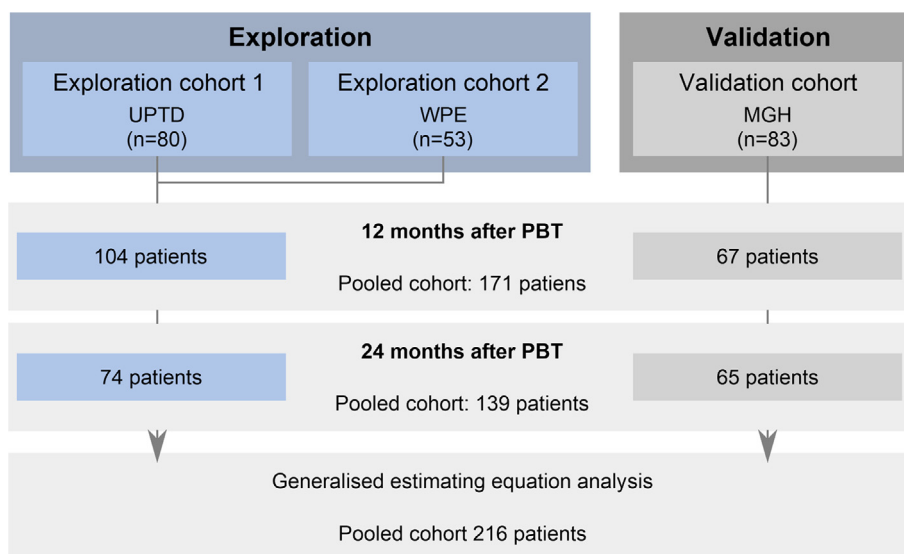 Exploration
Validation
Exploration cohort 1
UPTD
(n=80)
Exploration cohort 2
WPE
(n=53)
Validation cohort
MGH
(n=83)
12 months after PBT
104 patients
67 patients
Pooled cohort: 171 patiens
24 months after PBT
74 patients
65 patients
Pooled cohort: 139 patients
Generalised estimating equation analysis
Pooled cohort 216 patients